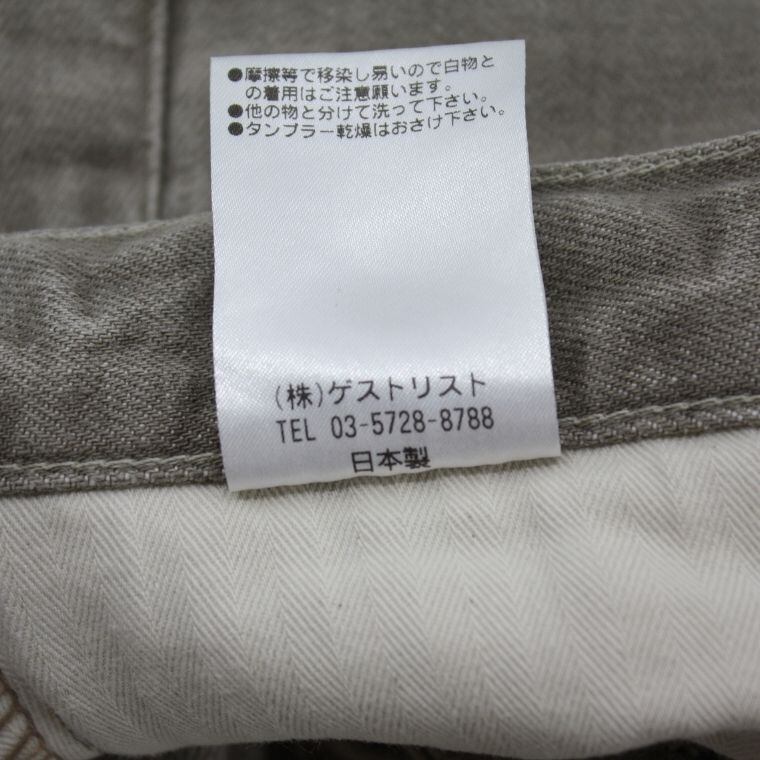 ●摩擦等で移染し易いので白物と
の着用はご注意願います。
●他の物と分けて洗って下さい。
●タンブラー乾燥はおさけ下さい。
(株)ゲストリスト
TEL 03-5728-8788
日本製